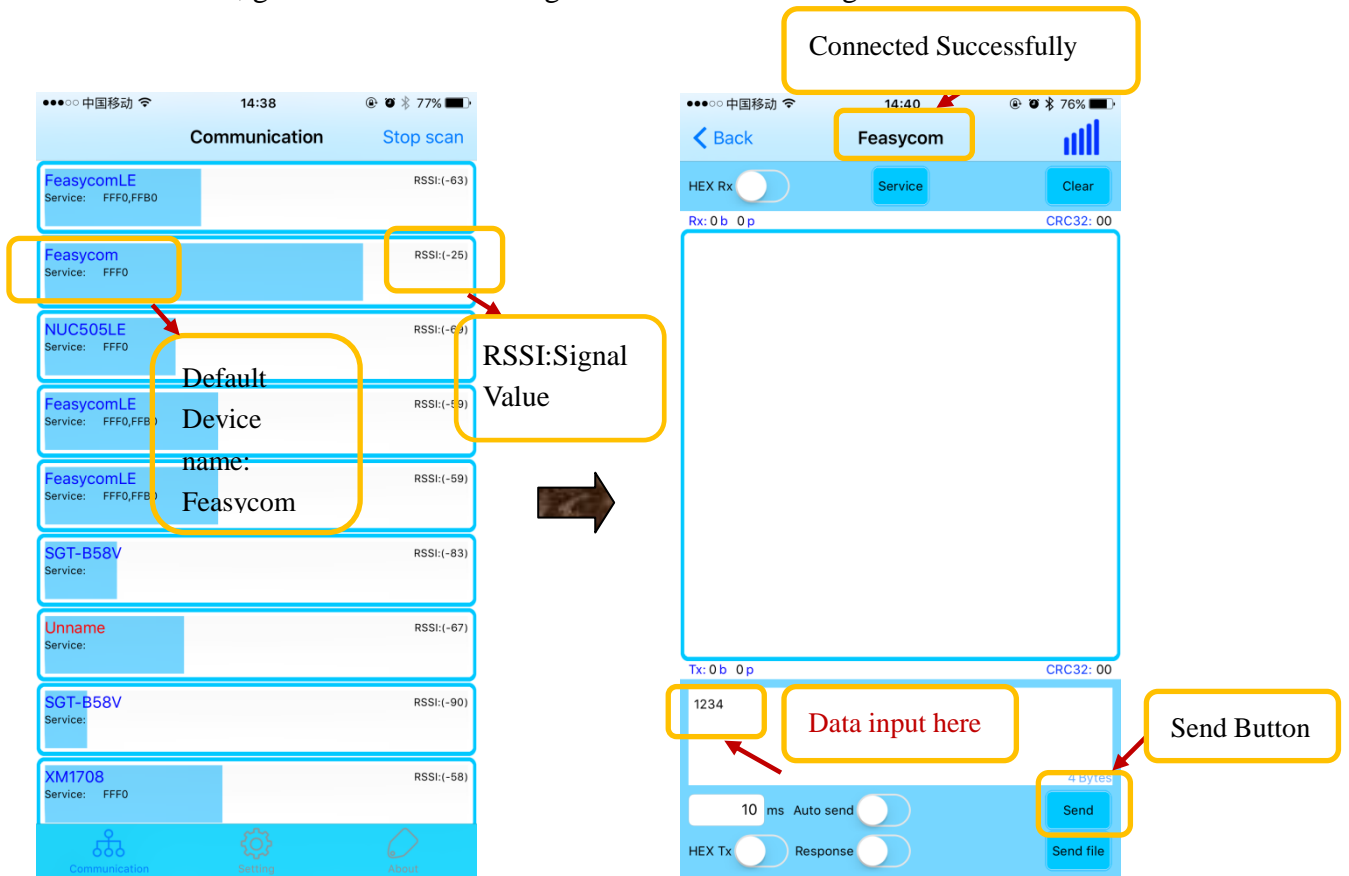 Connected Successfully
中国移动
14:38
77%
Communication
Stop scan
FeasycomLE
RSSI:(-63)
Service: FFF0,FFB0
Feasycom
RSSI:(-25)
Service: FFF0
NUC505LE
RSSI:(-69)
Service: FFF0
FeasycomLE
RSSI:(-59)
Service: FFF0,FFB0
FeasycomLE
RSSI:(-59)
Service: FFF0,FFB0
SGT-B58V
RSSI:(-83)
Service:
Unname
RSSI:(-67)
Service:
SGT-B58V
RSSI:(-90)
Service:
XM1708
RSSI:(-58)
Service: FFF0
Communication
Setting
About
Default
Device
name:
Feasycom
RSSI:Signal
Value
中国移动
14:40
76%
Back
Feasycom
HEX Rx
Service
Clear
Rx: 0 b 0 p
CRC32: 00
Tx: 0 b 0 p
CRC32: 00
1234
Data input here
Send Button
4 Bytes
10 ms Auto send
Send
HEX Tx
Response
Send file